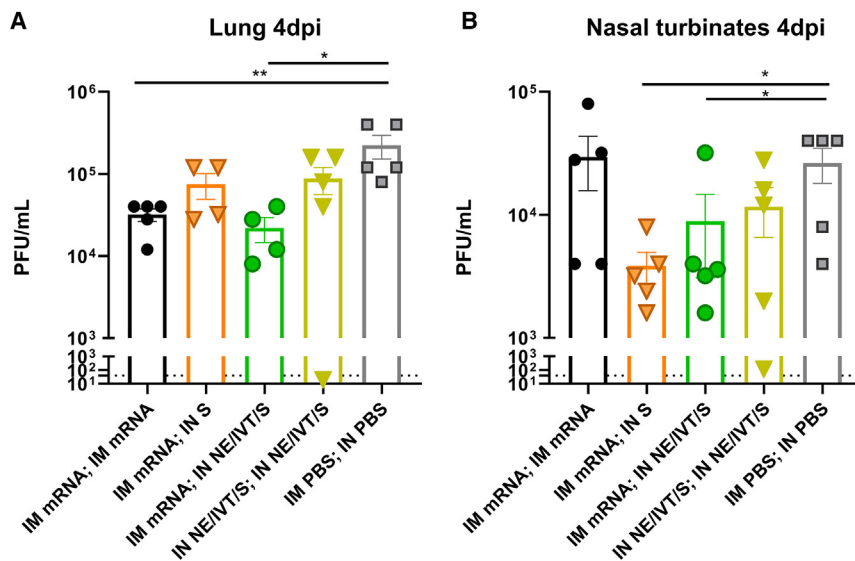 A
Lung 4dpi
*
**
10⁶
10⁵
10⁴
10³
10³
10²
10¹
PFU/mL
IM mRNA; IM mRNA
IM mRNA; IN S
IM mRNA; IN NE/IVT/S
IN NE/IVT/S; IN NE/IVT/S
IM PBS; IN PBS
B
Nasal turbinates 4dpi
*
*
10⁵
10⁴
10³
10³
10²
10¹
PFU/mL
IM mRNA; IM mRNA
IM mRNA; IN S
IM mRNA; IN NE/IVT/S
IN NE/IVT/S; IN NE/IVT/S
IM PBS; IN PBS